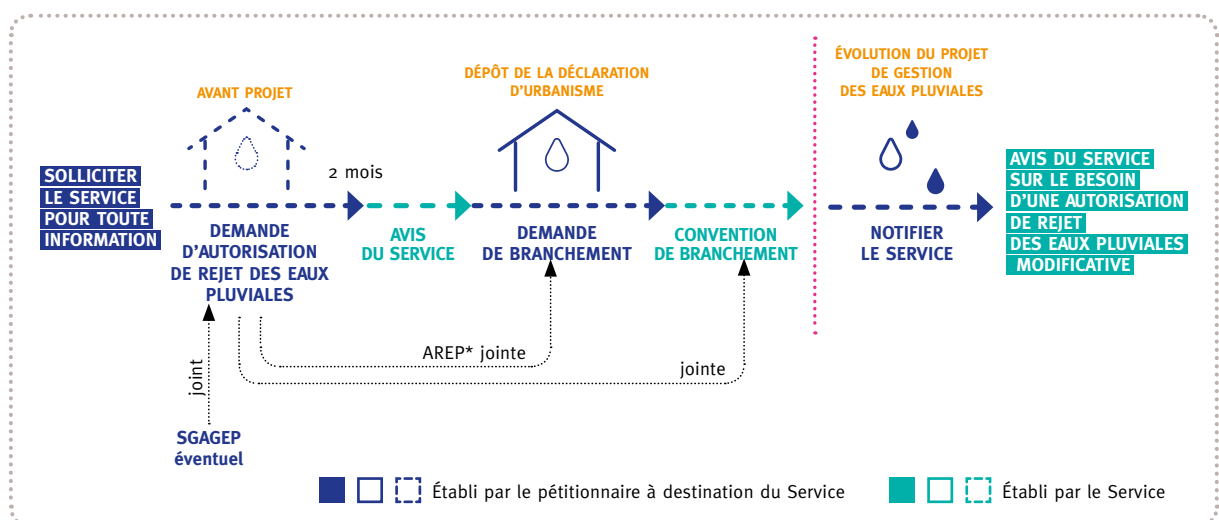 AVANT PROJET
DÉPÔT DE LA DÉCLARATION
D'URBANISME
ÉVOLUTION DU PROJET
DE GESTION
DES EAUX PLUVIALES
SOLLICITER
LE SERVICE
POUR TOUTE
INFORMATION
2 mois
DEMANDE
D'AUTORISATION
DE REJET DES EAUX
PLUVIALES
AVIS
DU SERVICE
DEMANDE
DE BRANCHEMENT
CONVENTION
DE BRANCHEMENT
NOTIFIER
LE SERVICE
AVIS DU SERVICE
SUR LE BESOIN
D'UNE AUTORISATION
DE REJET
DES EAUX PLUVIALES
MODIFICATIVE
AREP* jointe
jointe
joint
SGAGEP
éventuel
Établi par le pétitionnaire à destination du Service
Établi par le Service